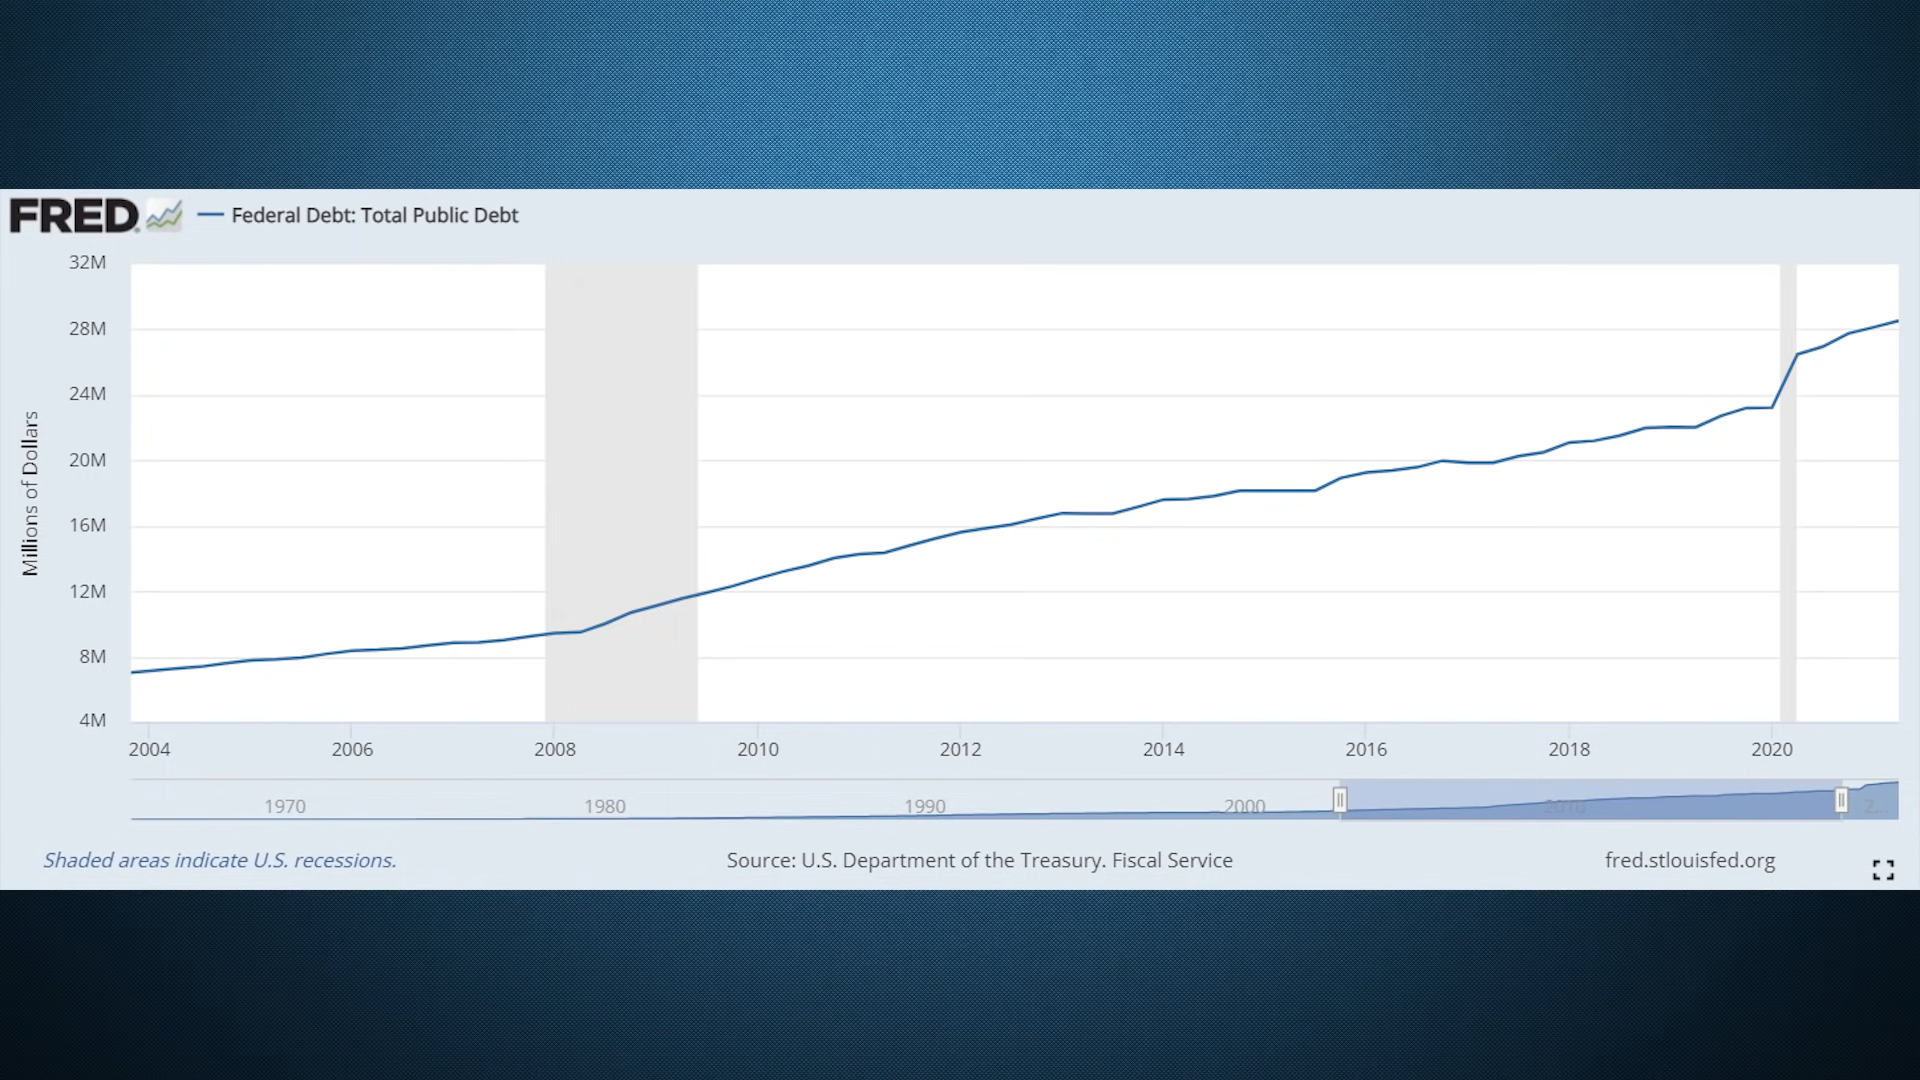 FRED Federal Debt: Total Public Debt
32M
28M
24M
20M
16M
12M
8M
4M
Millions of Dollars
2004 2006 2008 2010 2012 2014 2016 2018 2020
1970 1980 1990 2000 2010 2...
Shaded areas indicate U.S. recessions. Source: U.S. Department of the Treasury. Fiscal Service fred.stlouisfed.org